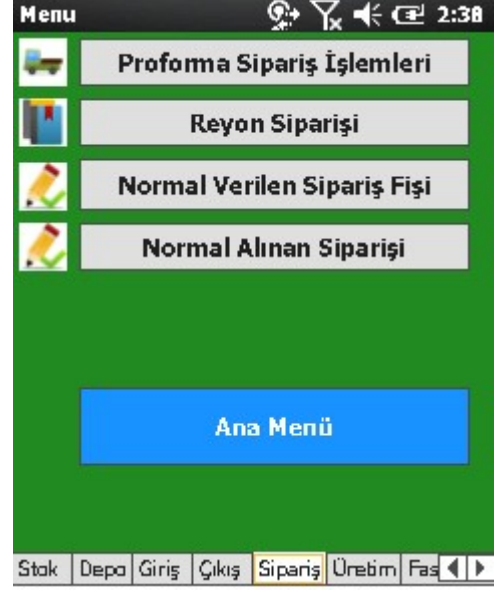 Menu 2:38
Proforma Sipariş İşlemleri
Reyon Siparişi
Normal Verilen Sipariş Fişi
Normal Alınan Siparişi
Ana Menü
Stok Depo Giriş Çıkış Sipariş Üretim Fas